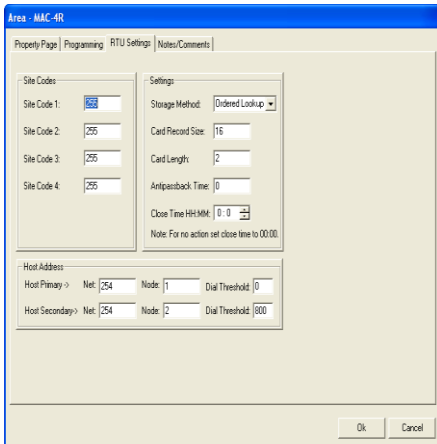 Area - MAC-4R
Property Page Programming RTU Settings Notes/Comments
Site Codes
Site Code 1: 255
Site Code 2: 255
Site Code 3: 255
Site Code 4: 255
Settings
Storage Method: Ordered Lookup
Card Record Size: 16
Card Length: 2
Antipassback Time: 0
Close Time HH:MM: 0 : 0
Note: For no action set close time to 00:00.
Host Address
Host Primary -> Net: 254 Node: 1 Dial Threshold: 0
Host Secondary-> Net: 254 Node: 2 Dial Threshold: 800
Ok Cancel